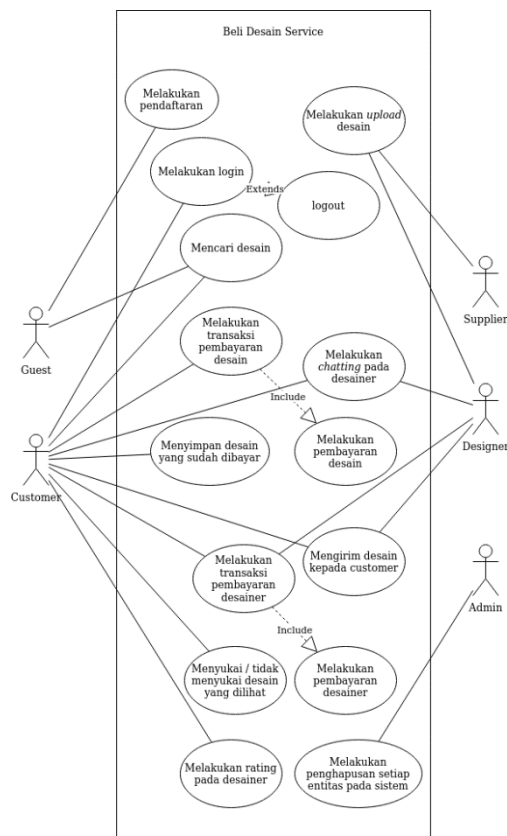 Beli Desain Service
Melakukan
pendaftaran
Melakukan upload
desain
Melakukan login
Extends
logout
Mencari desain
Supplier
Guest
Melakukan
transaksi
pembayaran
desain
Melakukan
chatting pada
desainer
Include
Menyimpan desain
yang sudah dibayar
Melakukan
pembayaran
desain
Designer
Customer
Melakukan
transaksi
pembayaran
desainer
Mengirim desain
kepada customer
Admin
Include
Menyukai / tidak
menyukai desain
yang dilihat
Melakukan
pembayaran
desainer
Melakukan rating
pada desainer
Melakukan
penghapusan setiap
entitas pada sistem